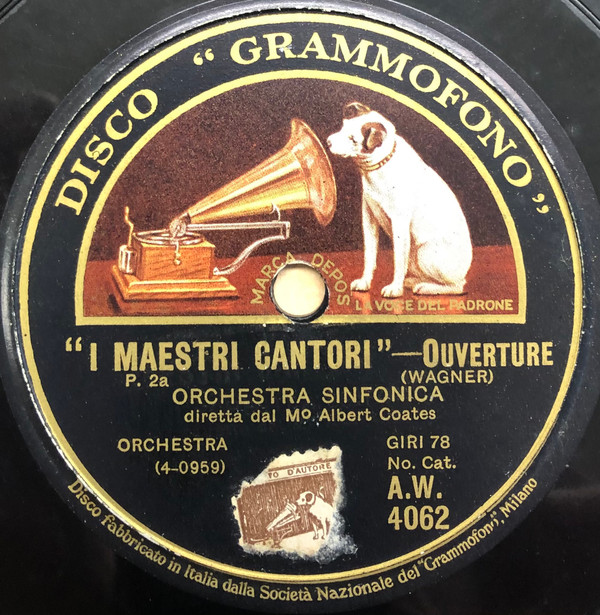 DISCO "GRAMMOFONO"
MARCA DEPOS
LA VOCE DEL PADRONE
"I MAESTRI CANTORI"—OUVERTURE
P. 2a (WAGNER)
ORCHESTRA SINFONICA
diretta dal Mo. Albert Coates
ORCHESTRA GIRI 78
(4-0959) No. Cat.
A.W.
4062
TO D'AUTORE
Disco fabbricato in Italia dalla Società Nazionale del "Grammofono", Milano